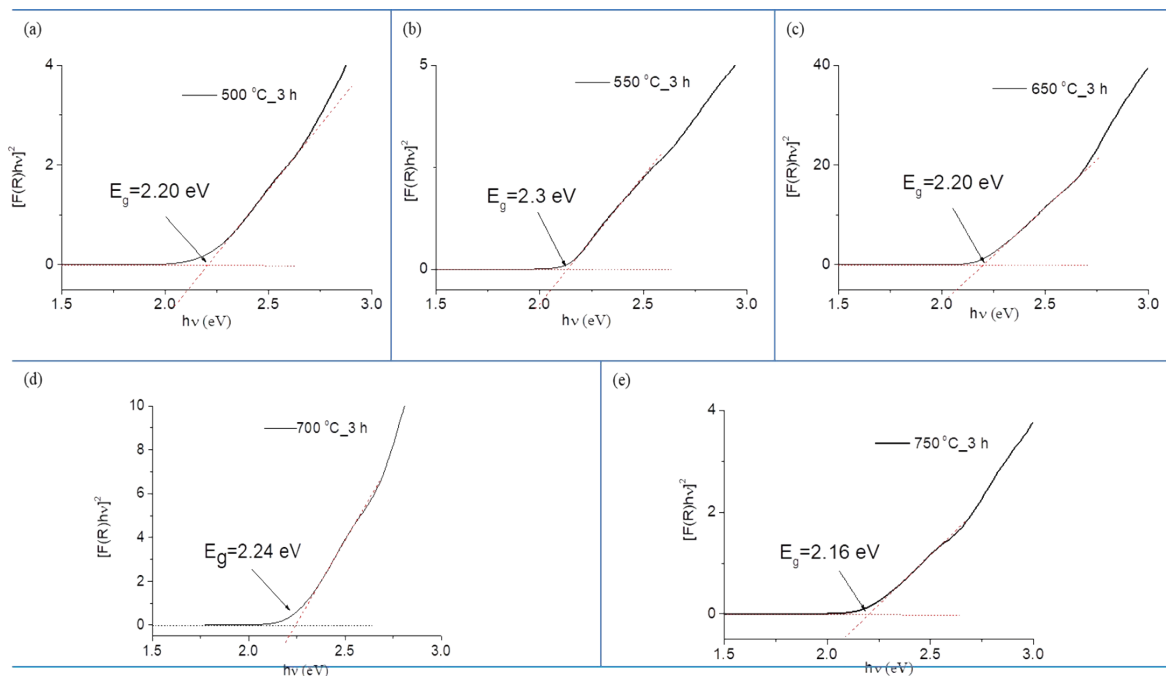 (a)
500 °C_3 h
E_g=2.20 eV
[F(R)hν]²
4
2
0
1.5 2.0 2.5 3.0
hν (eV)
(b)
550 °C_3 h
E_g=2.3 eV
[F(R)hν]²
5
0
1.5 2.0 2.5 3.0
hν (eV)
(c)
650 °C_3 h
E_g=2.20 eV
[F(R)hν]²
40
20
0
1.5 2.0 2.5 3.0
hν (eV)
(d)
700 °C_3 h
Eg=2.24 eV
[F(R)hν]²
10
8
6
4
2
0
1.5 2.0 2.5 3.0
hν (eV)
(e)
750 °C_3 h
E_g=2.16 eV
[F(R)hν]²
4
2
0
1.5 2.0 2.5 3.0
hν (eV)